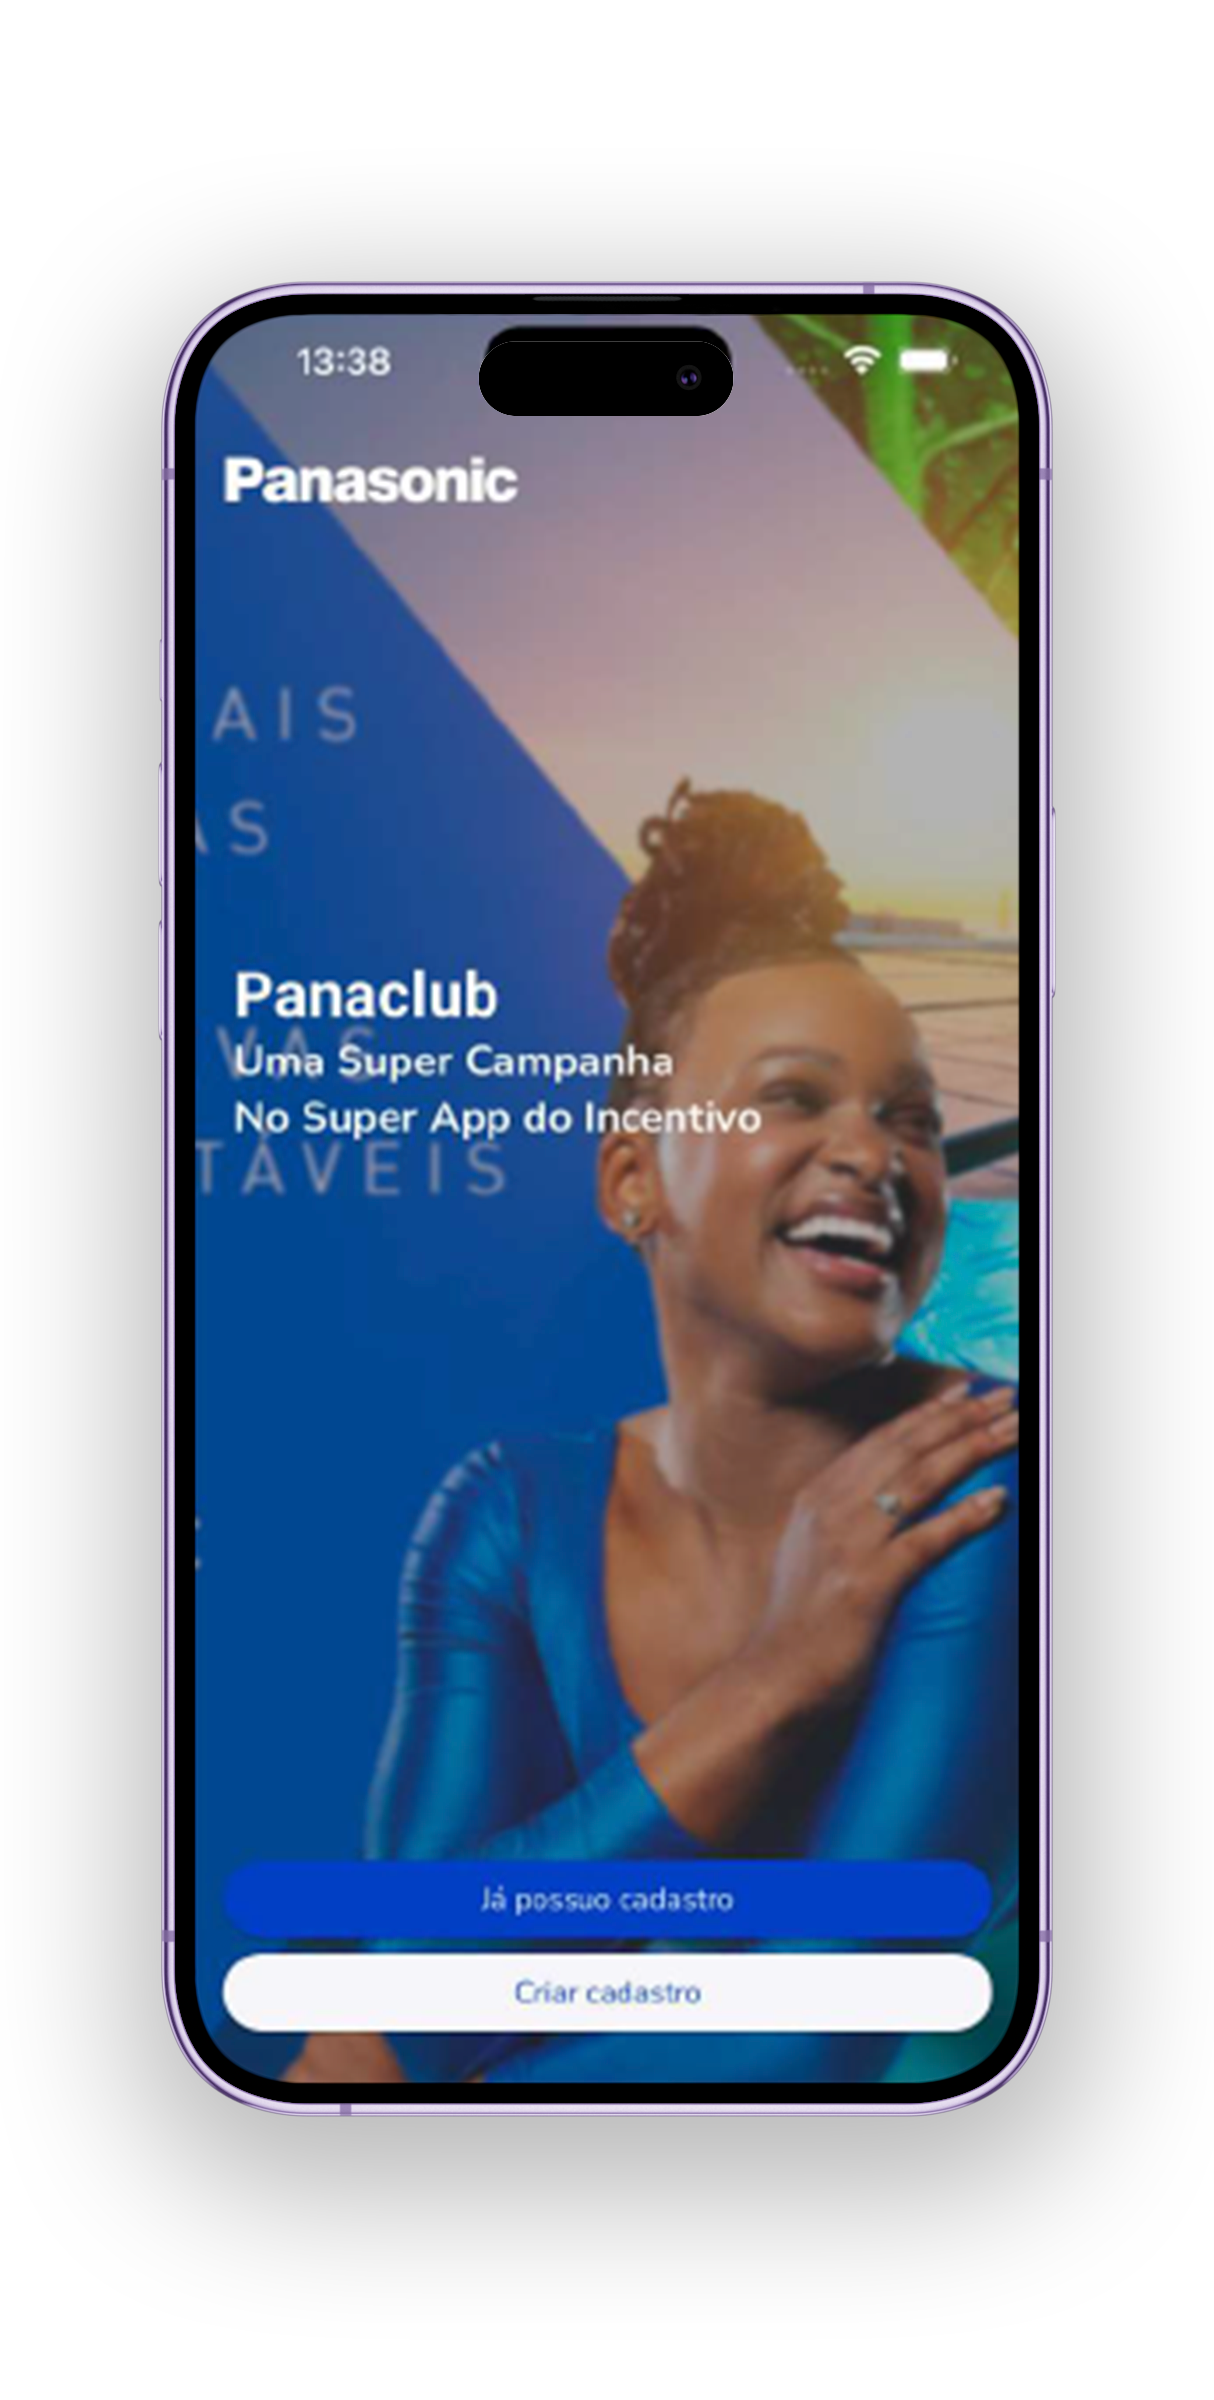 13:38
Panasonic
AIS
AS
Panaclub
VAS
Uma Super Campanha
No Super App do Incentivo
TÁVEIS
Já possuo cadastro
Criar cadastro